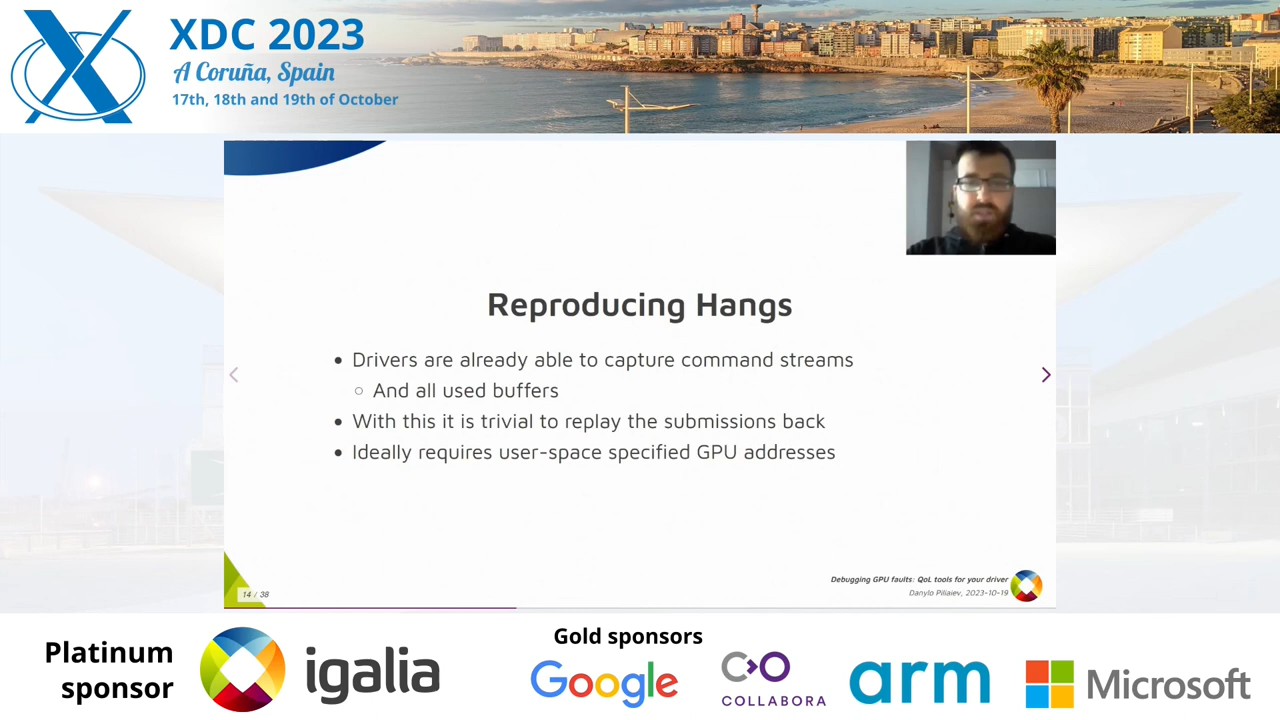 XDC 2023
A Coruña, Spain
17th, 18th and 19th of October
Reproducing Hangs
Drivers are already able to capture command streams
And all used buffers
With this it is trivial to replay the submissions back
Ideally requires user-space specified GPU addresses
14 / 38
Debugging GPU faults: QoL tools for your driver
Danylo Piliaiev, 2023-10-19
Platinum
sponsor
igalia
Gold sponsors
Google
COLLABORA
arm
Microsoft